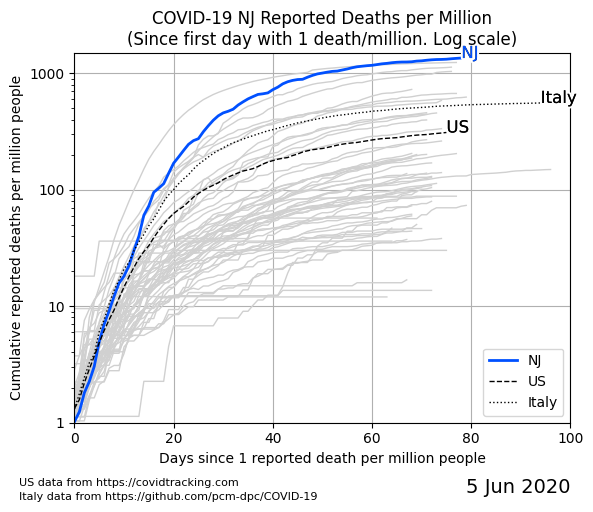 COVID-19 NJ Reported Deaths per Million
(Since first day with 1 death/million. Log scale)
NJ
Italy
US
1000
100
10
1
Cumulative reported deaths per million people
NJ
US
Italy
0 20 40 60 80 100
Days since 1 reported death per million people
US data from https://covidtracking.com
Italy data from https://github.com/pcm-dpc/COVID-19
5 Jun 2020